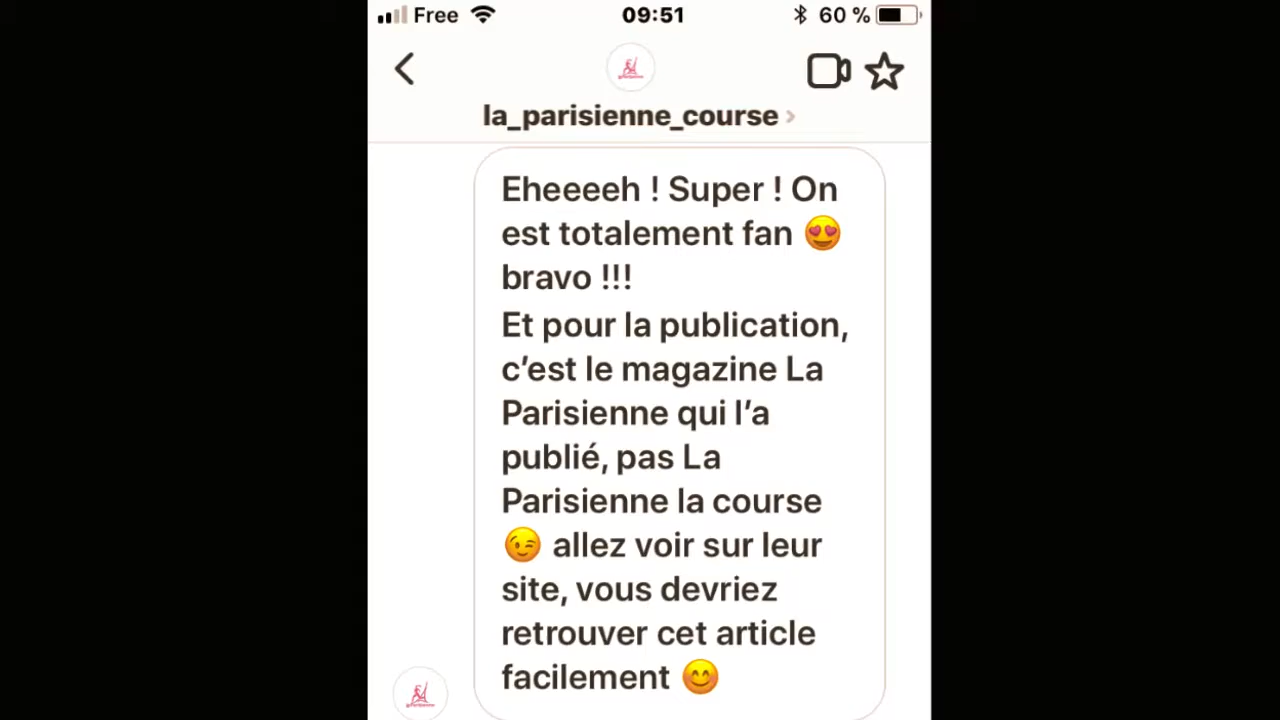 Free 09:51 60 %
la_parisienne_course
Eheeeeh ! Super ! On
est totalement fan 😍
bravo !!!
Et pour la publication,
c’est le magazine La
Parisienne qui l’a
publié, pas La
Parisienne la course
😉 allez voir sur leur
site, vous devriez
retrouver cet article
facilement 😊